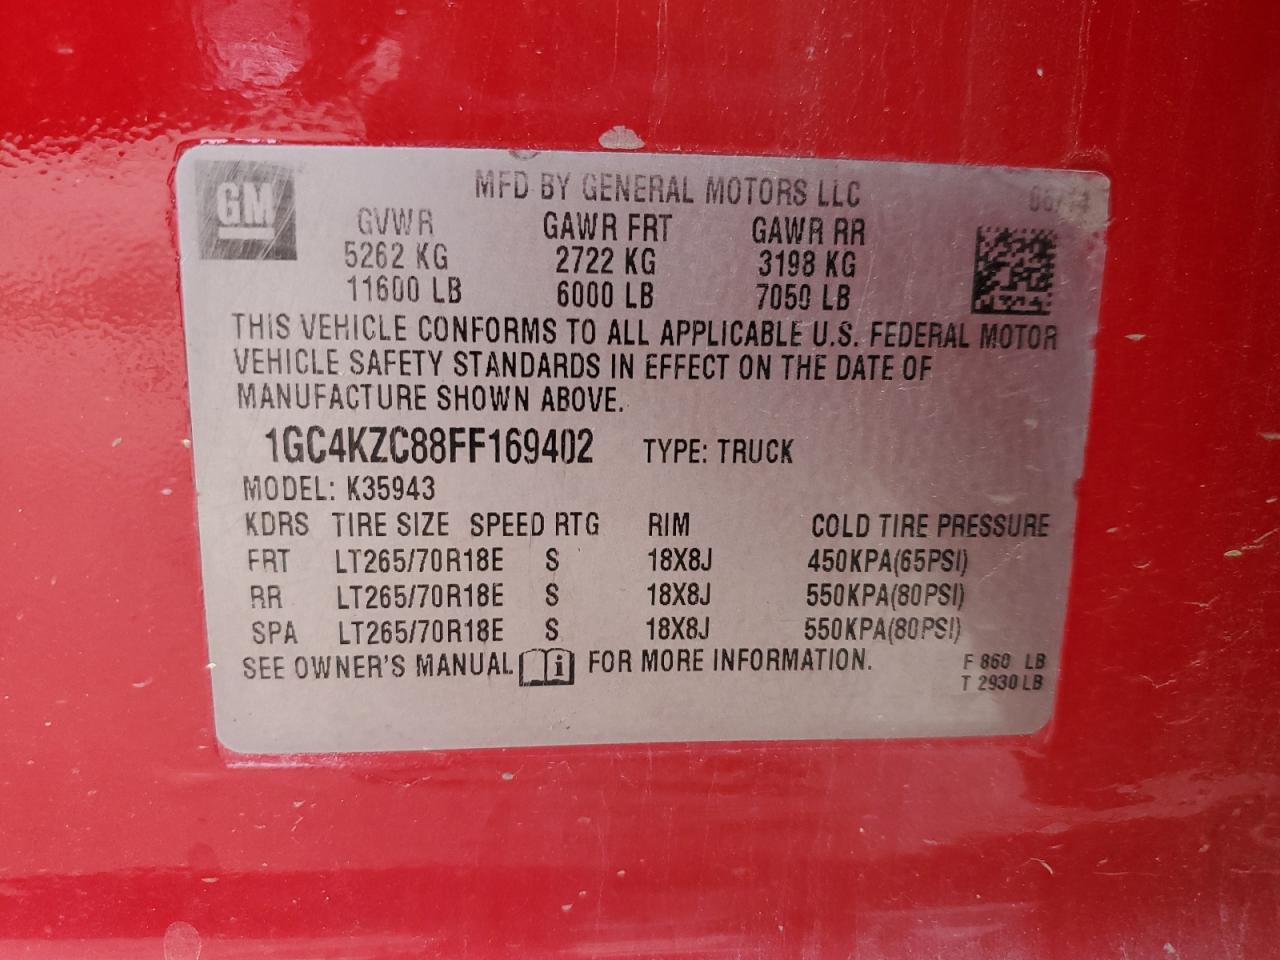 GM
MFD BY GENERAL MOTORS LLC
GVWR GAWR FRT GAWR RR
5262 KG 2722 KG 3198 KG
11600 LB 6000 LB 7050 LB
THIS VEHICLE CONFORMS TO ALL APPLICABLE U.S. FEDERAL MOTOR
VEHICLE SAFETY STANDARDS IN EFFECT ON THE DATE OF
MANUFACTURE SHOWN ABOVE.
1GC4KZC88FF169402 TYPE: TRUCK
MODEL: K35943
KDRS TIRE SIZE SPEED RTG RIM COLD TIRE PRESSURE
FRT LT265/70R18E S 18X8J 450KPA(65PSI)
RR LT265/70R18E S 18X8J 550KPA(80PSI)
SPA LT265/70R18E S 18X8J 550KPA(80PSI)
SEE OWNER'S MANUAL i FOR MORE INFORMATION.
F 860 LB
T 2930 LB